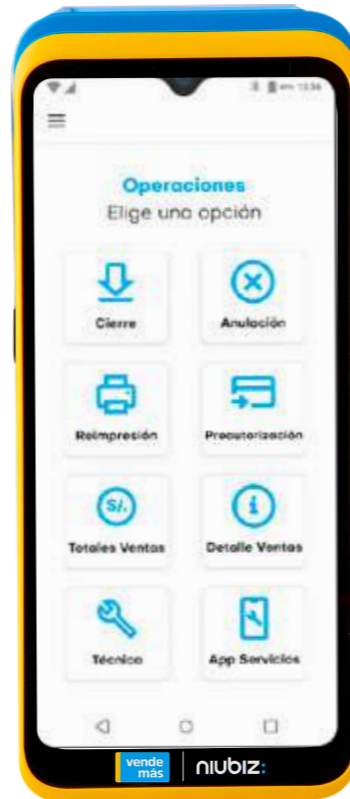 Operaciones
Elige una opción
Cierre
Anulación
Reimpresión
Preautorización
S/.
Totales Ventas
Detalle Ventas
Técnico
App Servicios
vende
más
niubiz: